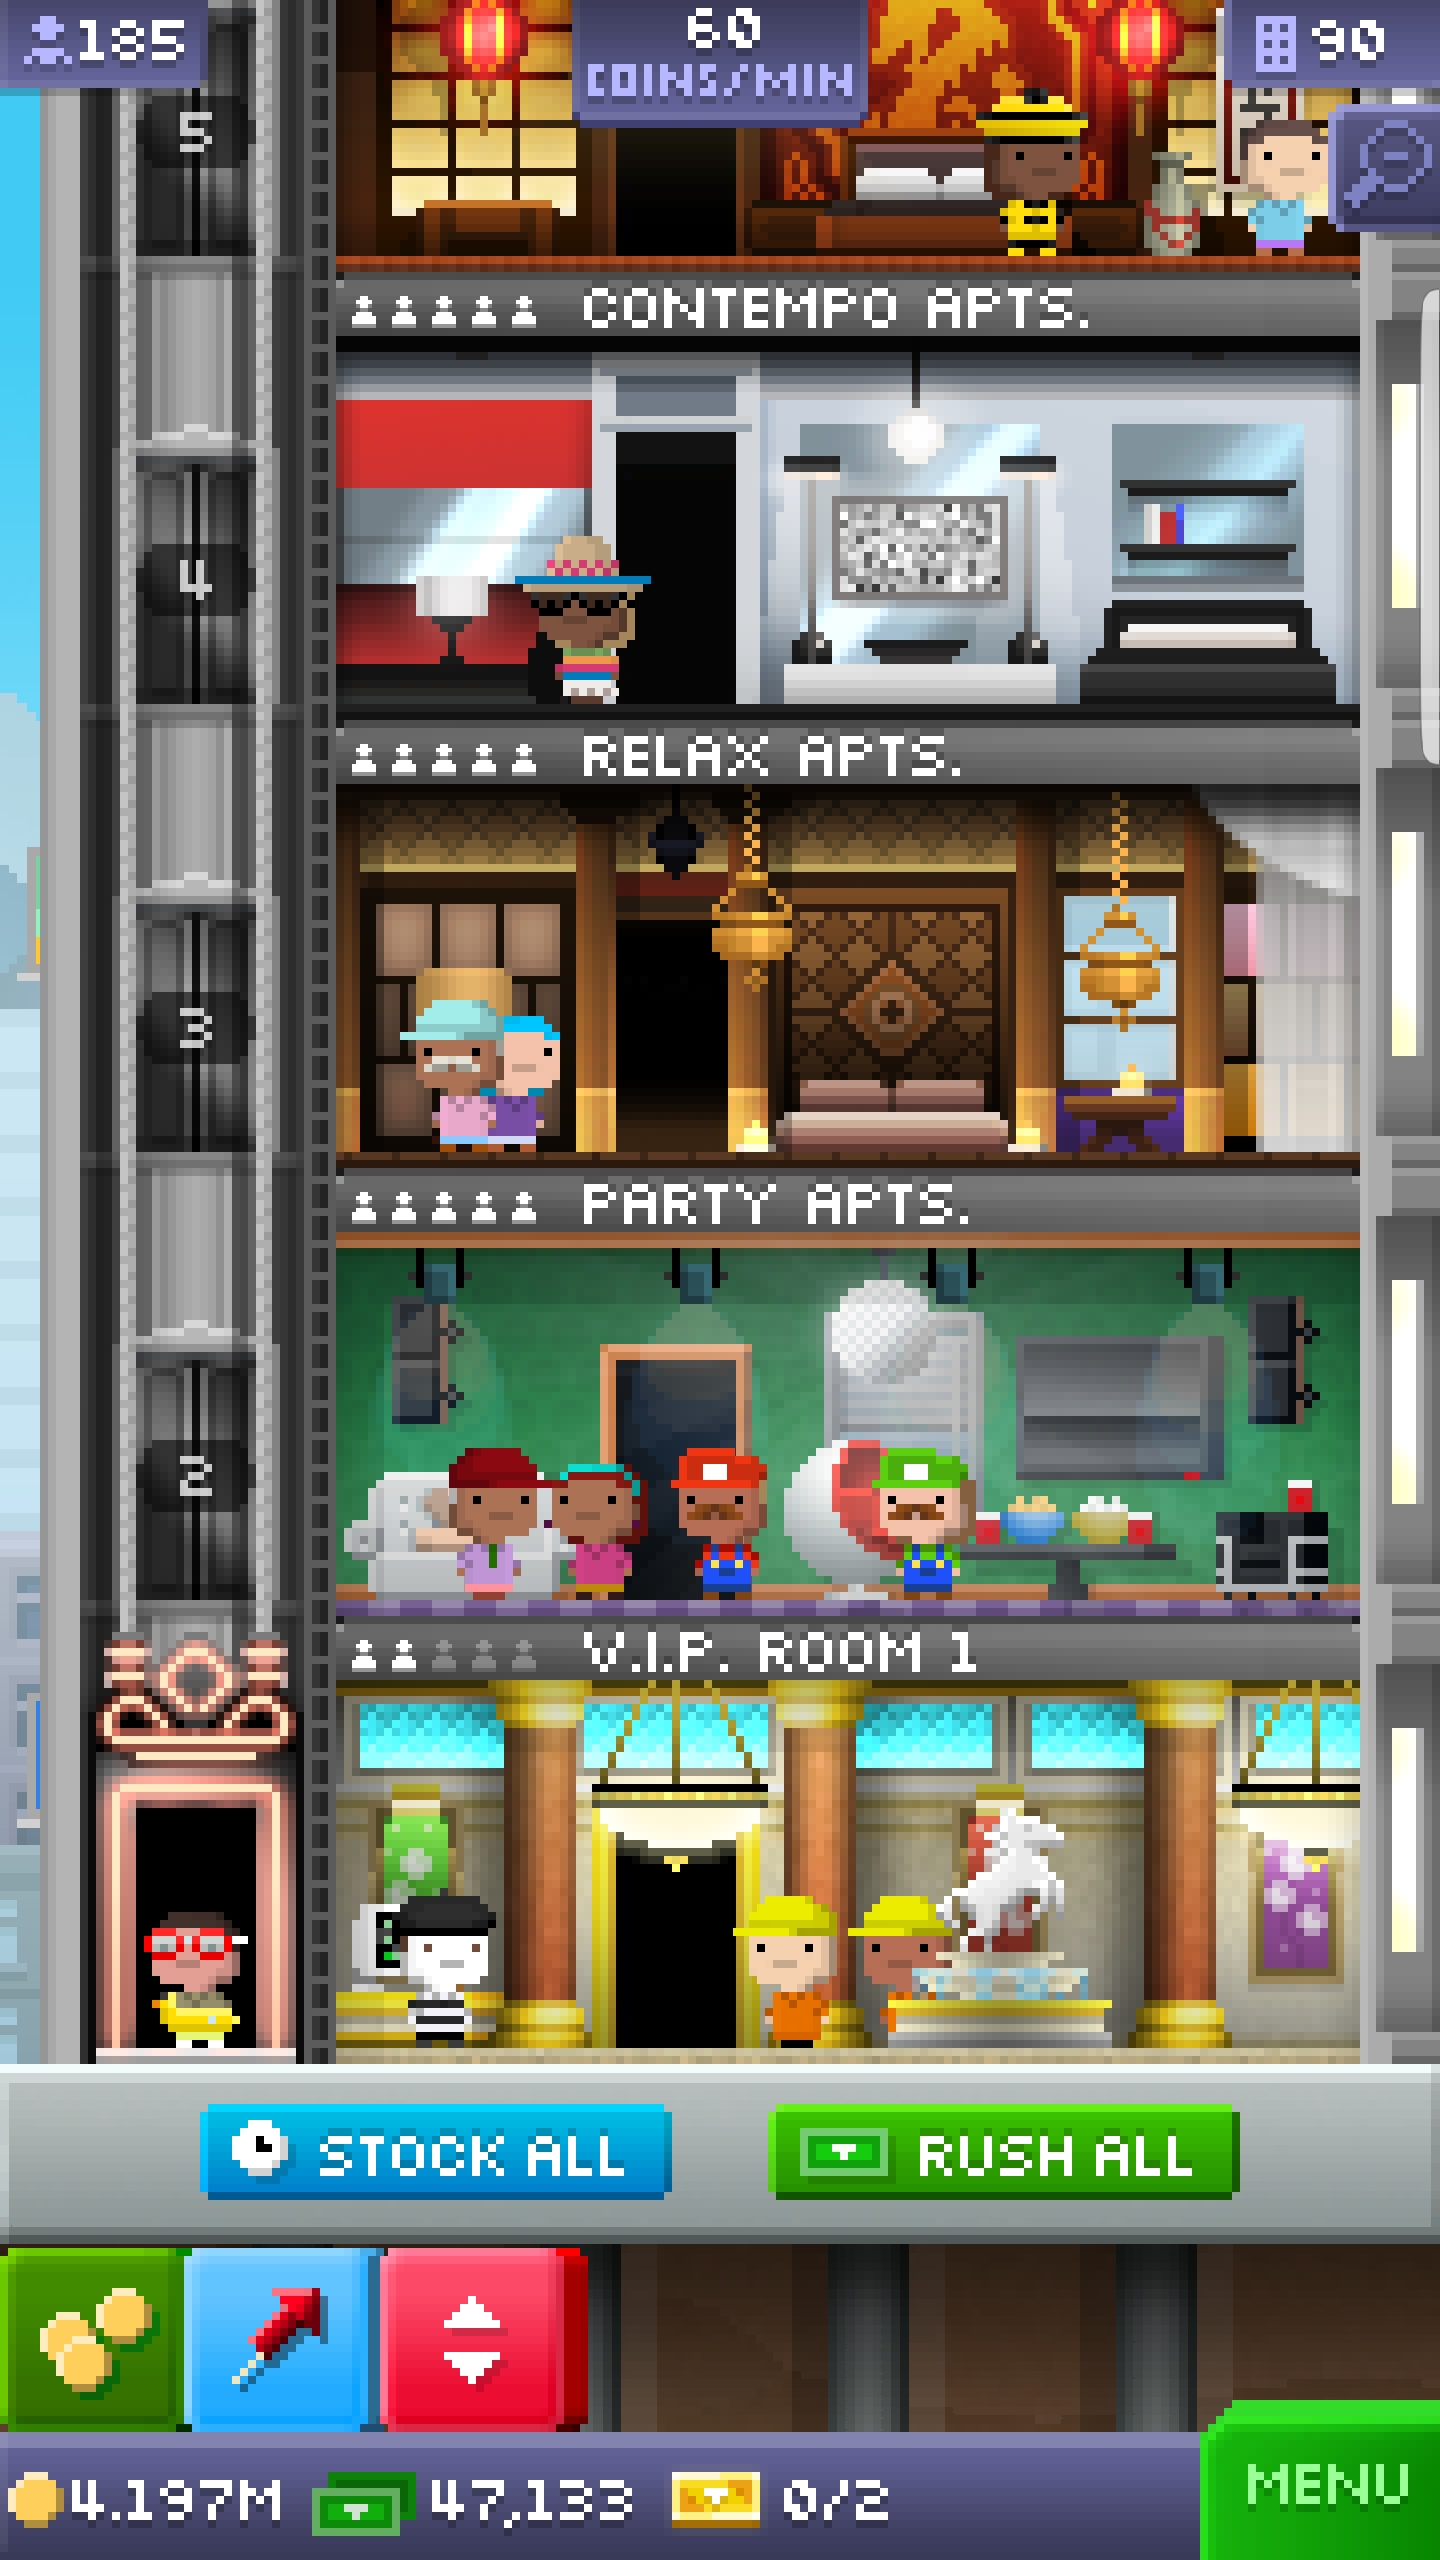 185
60
COINS/MIN
90
5
CONTEMPO APTS.
4
RELAX APTS.
3
PARTY APTS.
2
V.I.P. ROOM 1
STOCK ALL
RUSH ALL
4.197M
47,133
0/2
MENU